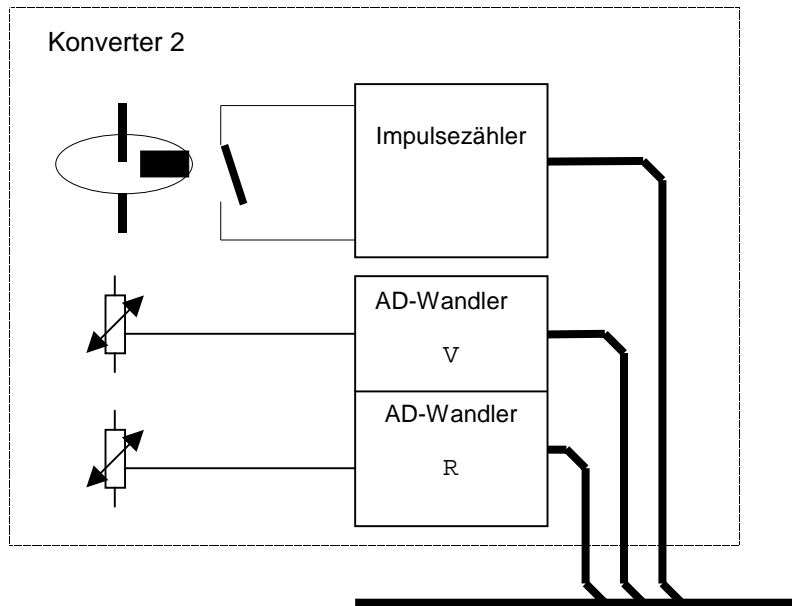 Konverter 2
Impulsezähler
AD-Wandler
V
AD-Wandler
R